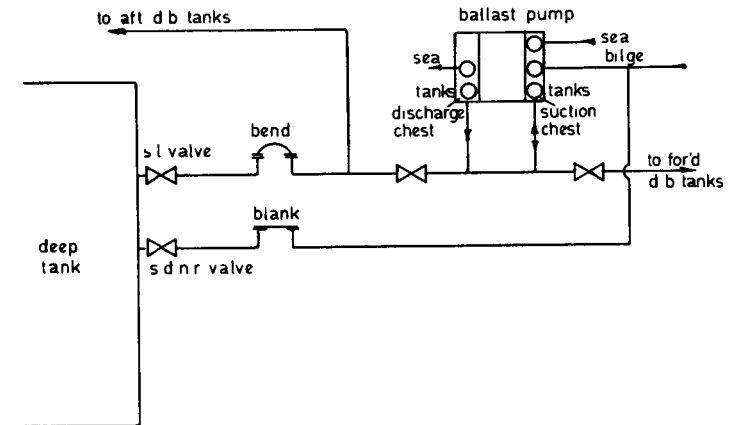 to aft d b tanks
ballast pump
sea
sea
bilge
tanks
tanks
discharge
chest
suction
chest
bend
s l valve
to for'd
d b tanks
blank
deep
tank
s d n r valve